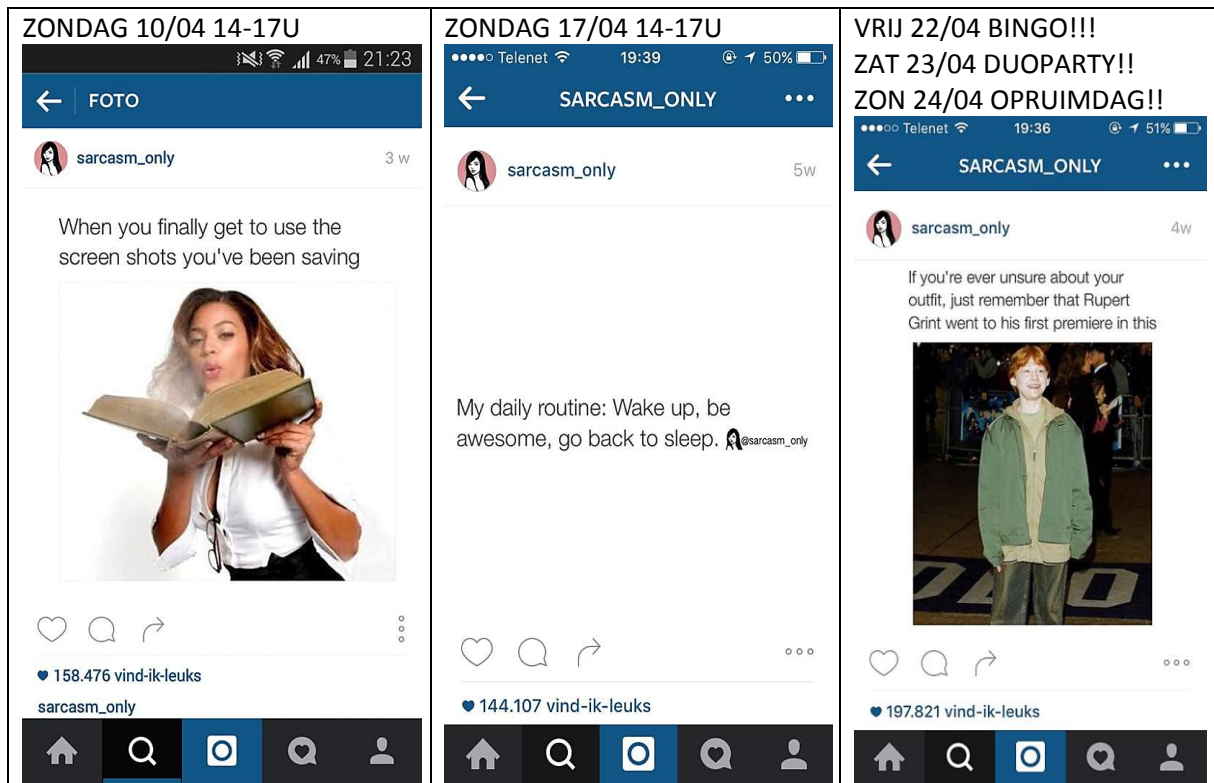 ZONDAG 10/04 14-17U
47% 21:23
FOTO
sarcasm_only 3 w
When you finally get to use the
screen shots you've been saving
158.476 vind-ik-leuks
sarcasm_only
ZONDAG 17/04 14-17U
Telenet 19:39 50%
SARCASM_ONLY
sarcasm_only 5w
My daily routine: Wake up, be
awesome, go back to sleep. @sarcasm_only
144.107 vind-ik-leuks
VRIJ 22/04 BINGO!!!
ZAT 23/04 DUOPARTY!!
ZON 24/04 OPRUIMDAG!!
Telenet 19:36 51%
SARCASM_ONLY
sarcasm_only 4w
If you're ever unsure about your
outfit, just remember that Rupert
Grint went to his first premiere in this
197.821 vind-ik-leuks